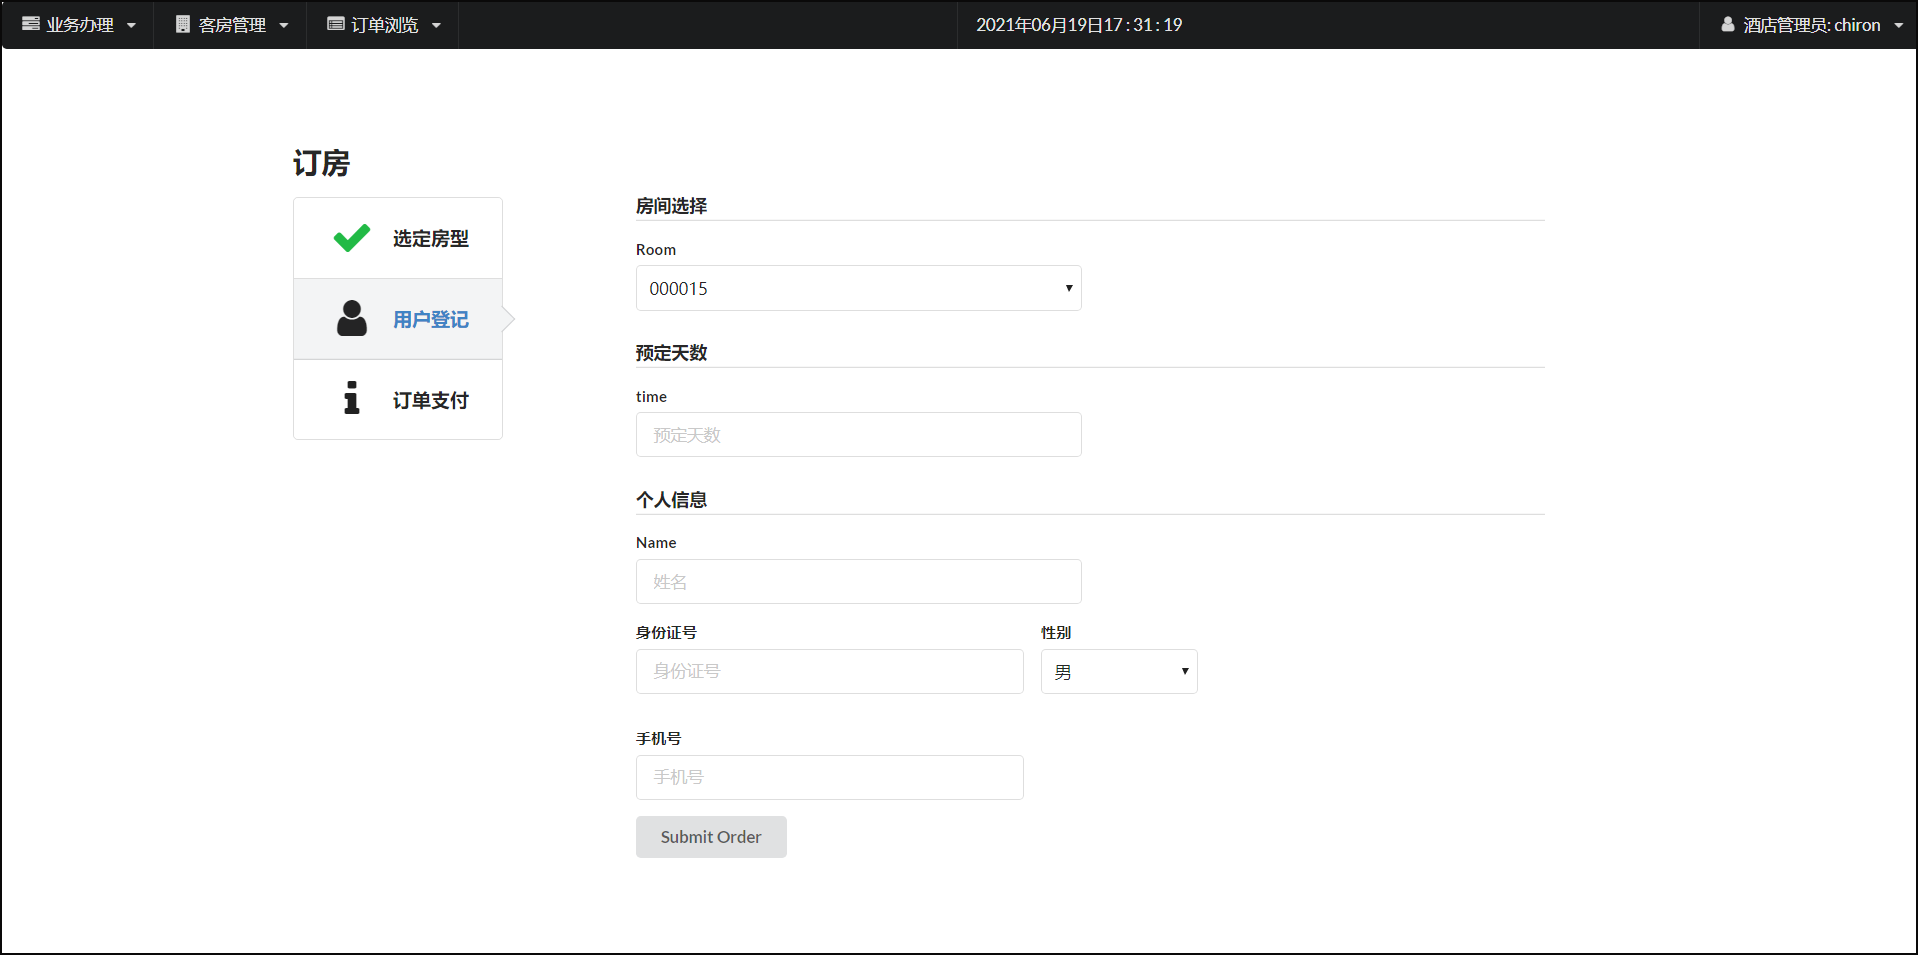 业务办理 客房管理 订单浏览 2021年06月19日17:31:19 酒店管理员: chiron
订房
选定房型
用户登记
订单支付
房间选择
Room
000015
预定天数
time
预定天数
个人信息
Name
姓名
身份证号 性别
身份证号 男
手机号
手机号
Submit Order